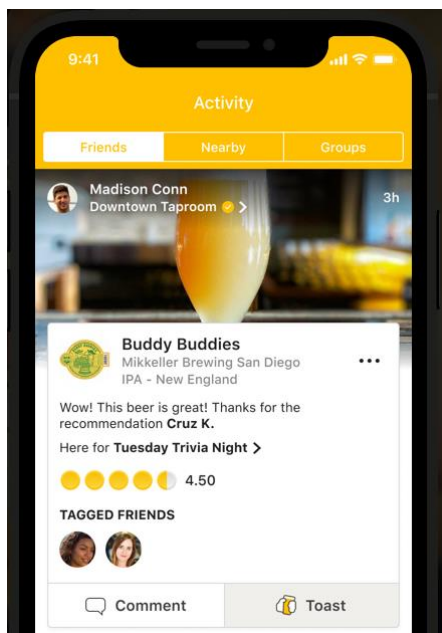 9:41
Activity
Friends
Nearby
Groups
Madison Conn
Downtown Taproom
3h
Buddy Buddies
Mikkeller Brewing San Diego
IPA - New England
Wow! This beer is great! Thanks for the
recommendation Cruz K.
Here for Tuesday Trivia Night
4.50
TAGGED FRIENDS
Comment
Toast